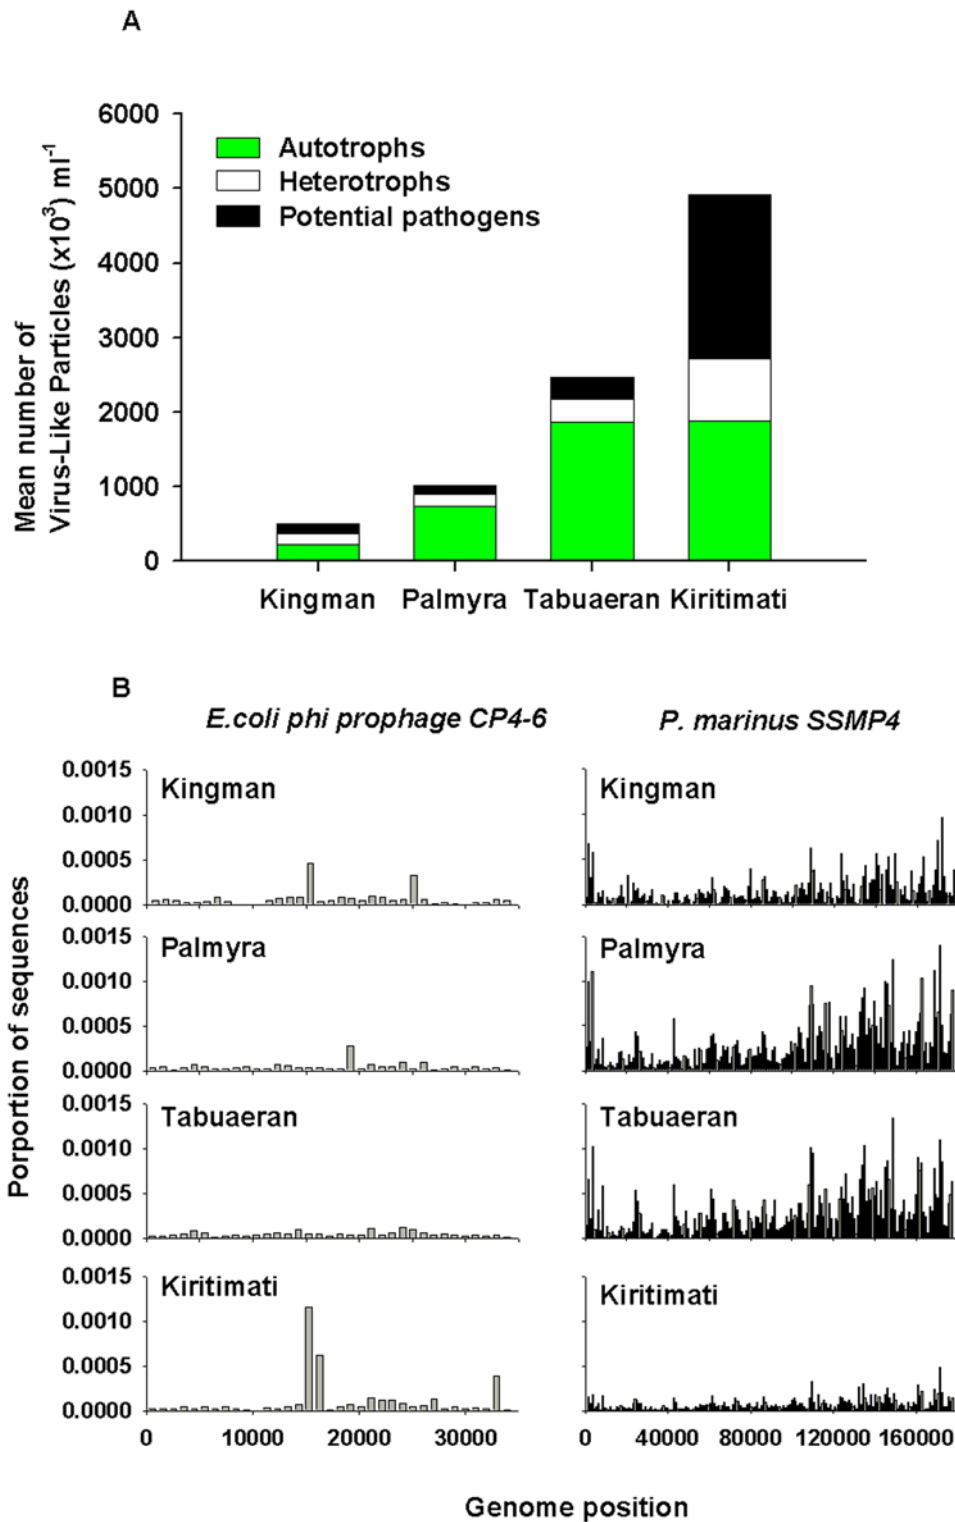 A
6000
5000
4000
3000
2000
1000
0
Mean number of
Virus-Like Particles (x10³) ml⁻¹
Autotrophs
Heterotrophs
Potential pathogens
Kingman Palmyra Tabuaeran Kiritimati
B
E.coli phi prophage CP4-6 P. marinus SSMP4
Porportion of sequences
0.0015
0.0010
0.0005
0.0000
Kingman
Kingman
0.0015
0.0010
0.0005
0.0000
Palmyra
Palmyra
0.0015
0.0010
0.0005
0.0000
Tabuaeran
Tabuaeran
0.0015
0.0010
0.0005
0.0000
Kiritimati
Kiritimati
0 10000 20000 30000
0 40000 80000 120000 160000
Genome position